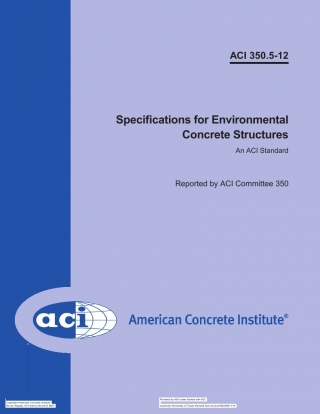 ACI 350.5-12
Specifications for Environmental
Concrete Structures
An ACI Standard
Reported by ACI Committee 350
aci
American Concrete Institute®